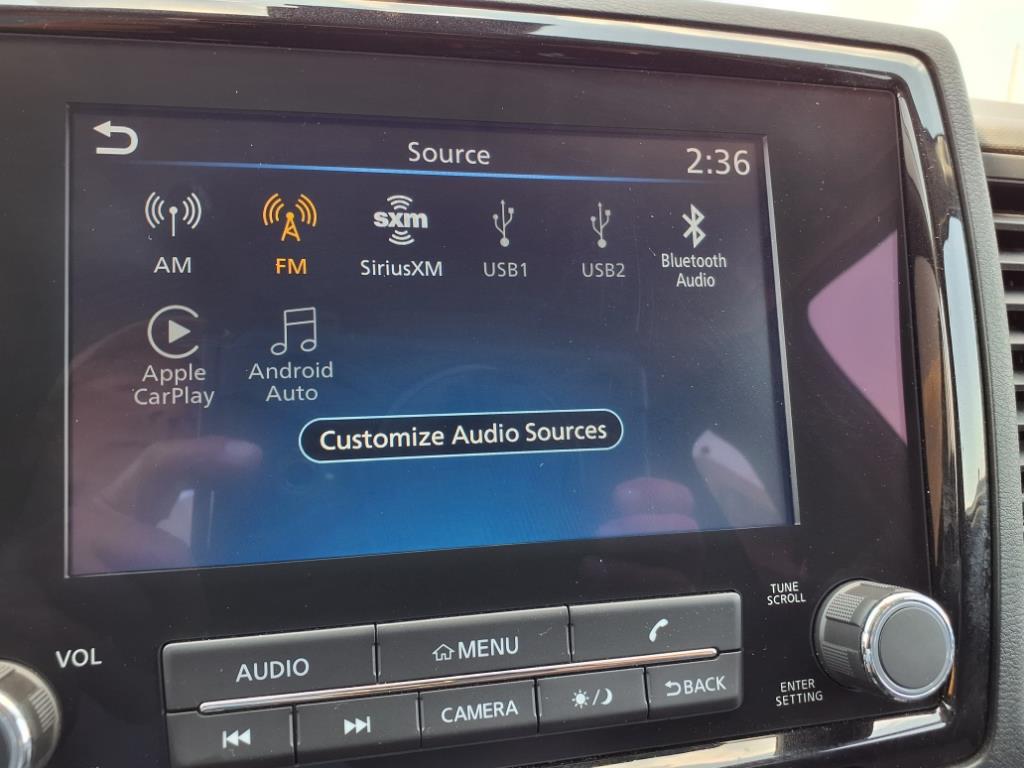 Source
2:36
sxm
AM
FM
SiriusXM
USB1
USB2
Bluetooth
Audio
Apple
CarPlay
Android
Auto
Customize Audio Sources
TUNE
SCROLL
VOL
AUDIO
MENU
CAMERA
BACK
ENTER
SETTING